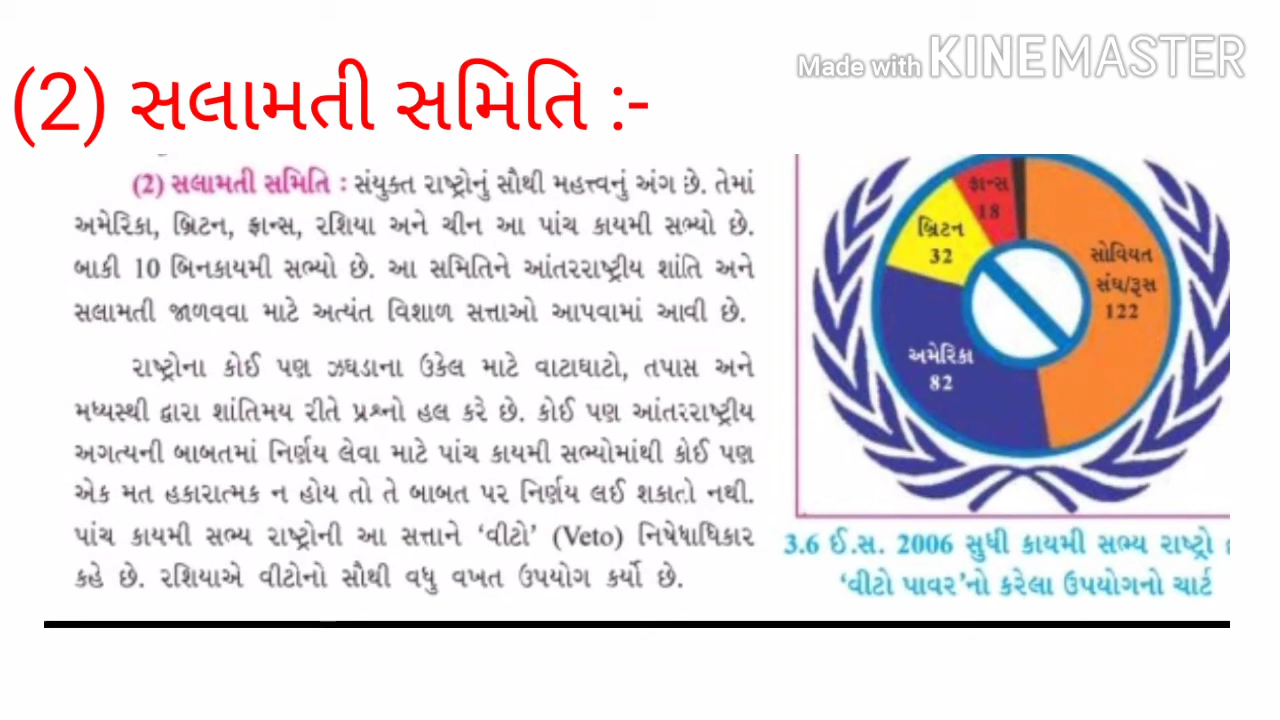 Made with KINEMASTER
(2) સલામતી સમિતિ :-
(2) સલામતી સમિતિ : સંયુક્ત રાષ્ટ્રોનું સૌથી મહત્ત્વનું અંગ છે. તેમાં
અમેરિકા, બ્રિટન, ફ્રાન્સ, રશિયા અને ચીન આ પાંચ કાયમી સભ્યો છે.
બાકી 10 બિનકાયમી સભ્યો છે. આ સમિતિને આંતરરાષ્ટ્રીય શાંતિ અને
સલામતી જાળવવા માટે અત્યંત વિશાળ સત્તાઓ આપવામાં આવી છે.
રાષ્ટ્રોના કોઈ પણ ઝઘડાના ઉકેલ માટે વાટાઘાટો, તપાસ અને
મધ્યસ્થી દ્વારા શાંતિમય રીતે પ્રશ્નો હલ કરે છે. કોઈ પણ આંતરરાષ્ટ્રીય
અગત્યની બાબતમાં નિર્ણય લેવા માટે પાંચ કાયમી સભ્યોમાંથી કોઈ પણ
એક મત હકારાત્મક ન હોય તો તે બાબત પર નિર્ણય લઈ શકાતો નથી.
પાંચ કાયમી સભ્ય રાષ્ટ્રોની આ સત્તાને ‘વીટો’ (Veto) નિષેધાધિકાર
કહે છે. રશિયાએ વીટોનો સૌથી વધુ વખત ઉપયોગ કર્યો છે.
ફ્રાન્સ
18
બ્રિટન
32
સોવિયત
સંઘ/રૂસ
122
અમેરિકા
82
3.6 ઈ.સ. 2006 સુધી કાયમી સભ્ય રાષ્ટ્રો
‘વીટો પાવર’નો કરેલા ઉપયોગનો ચાર્ટ